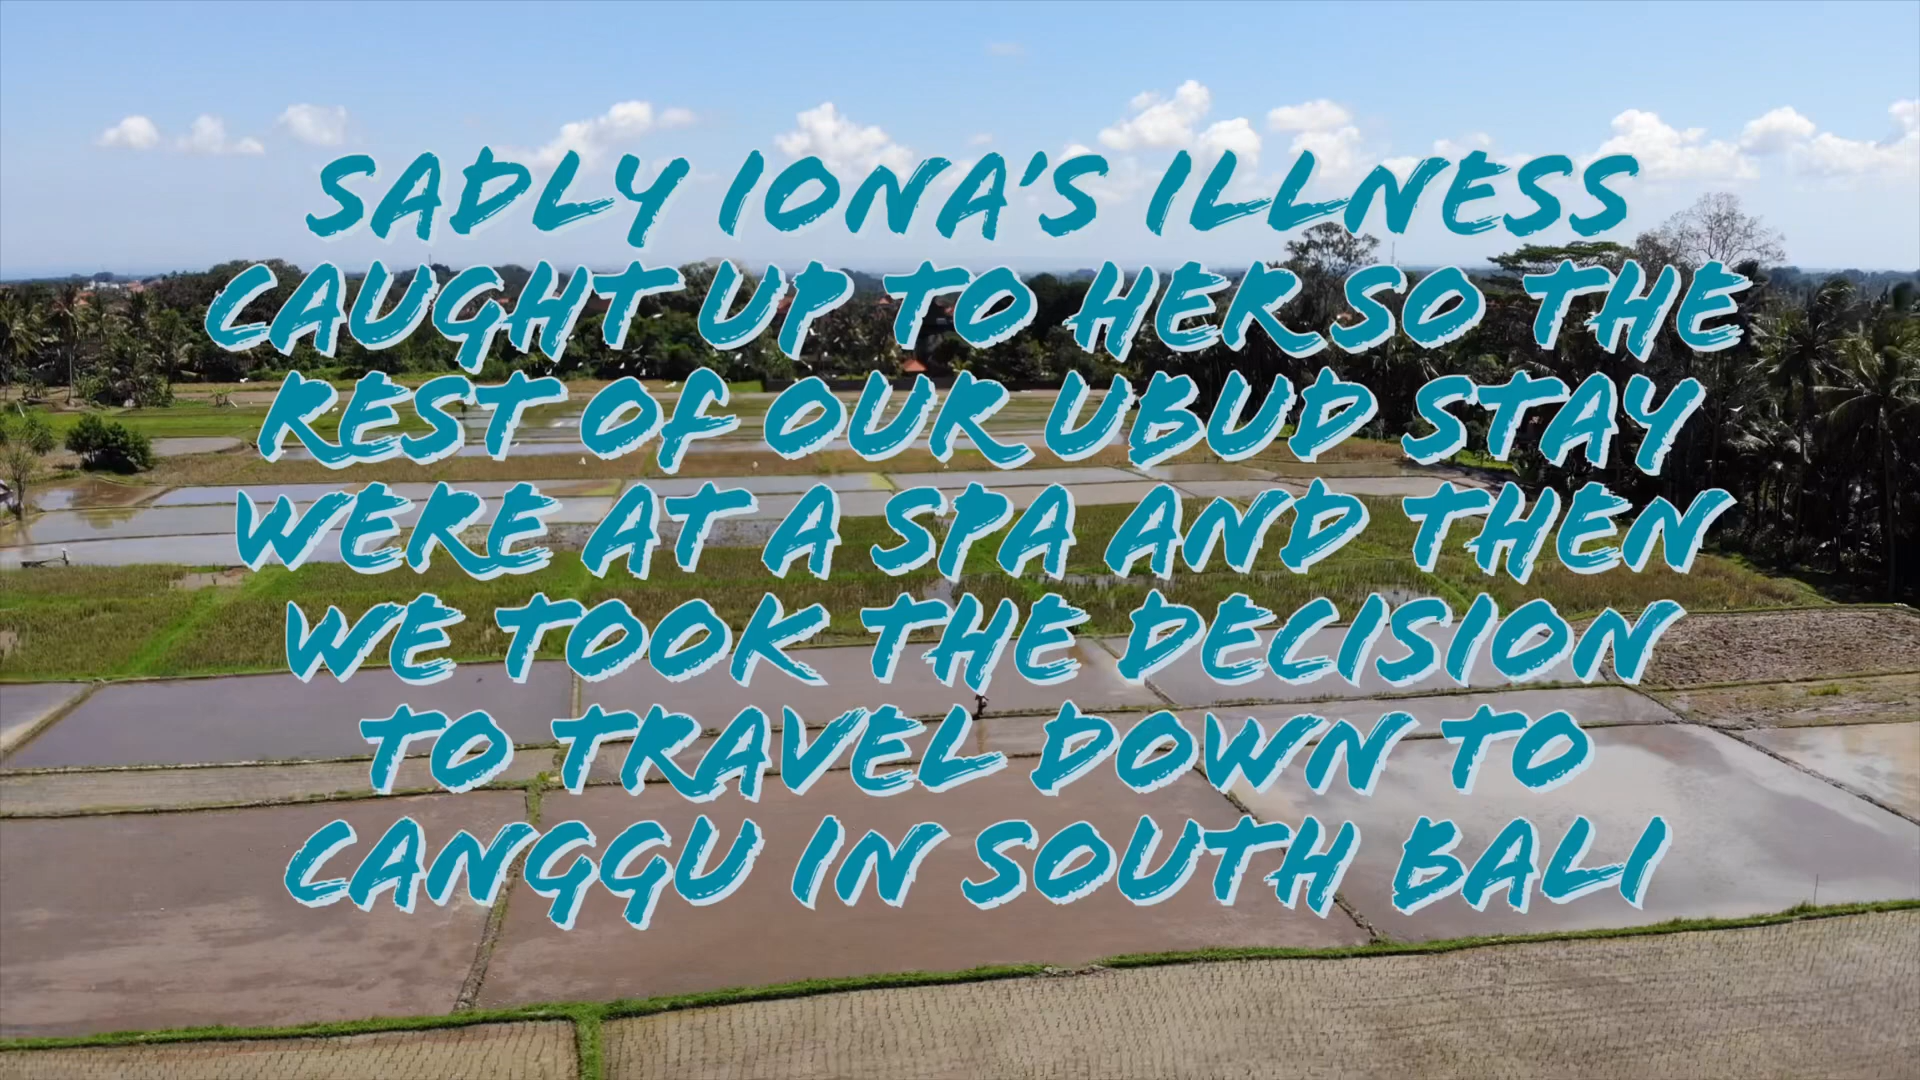 SADLY IONA'S ILLNESS
CAUGHT UP TO HER SO THE
REST OF OUR UBUD STAY
WERE AT A SPA AND THEN
WE TOOK THE DECISION
TO TRAVEL DOWN TO
CANGGU IN SOUTH BALI